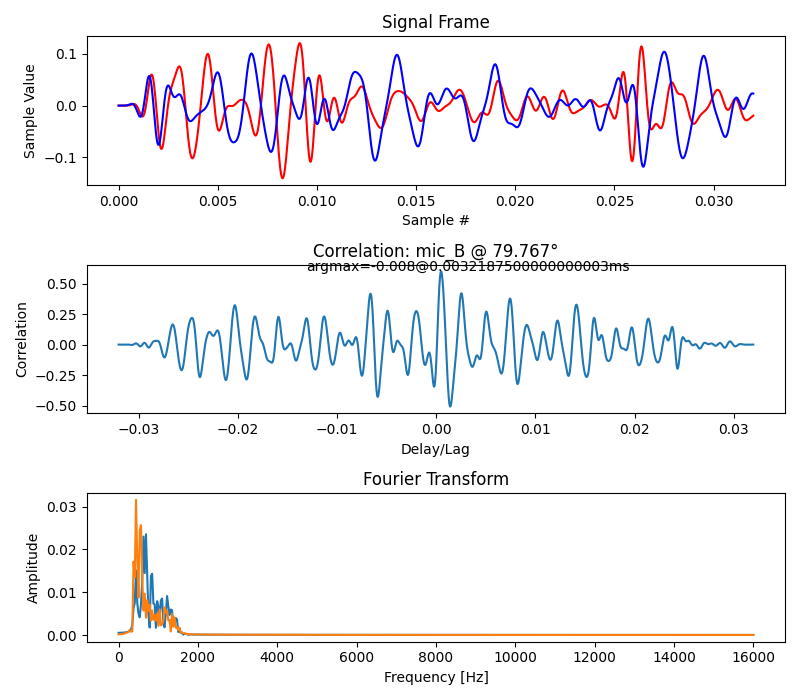 Signal Frame
0.1
0.0
−0.1
Sample Value
0.000 0.005 0.010 0.015 0.020 0.025 0.030
Sample #
Correlation: mic_B @ 79.767°
argmax=-0.008@0.0032187500000000003ms
0.50
0.25
0.00
−0.25
−0.50
Correlation
−0.03 −0.02 −0.01 0.00 0.01 0.02 0.03
Delay/Lag
Fourier Transform
0.03
0.02
0.01
0.00
Amplitude
0 2000 4000 6000 8000 10000 12000 14000 16000
Frequency [Hz]